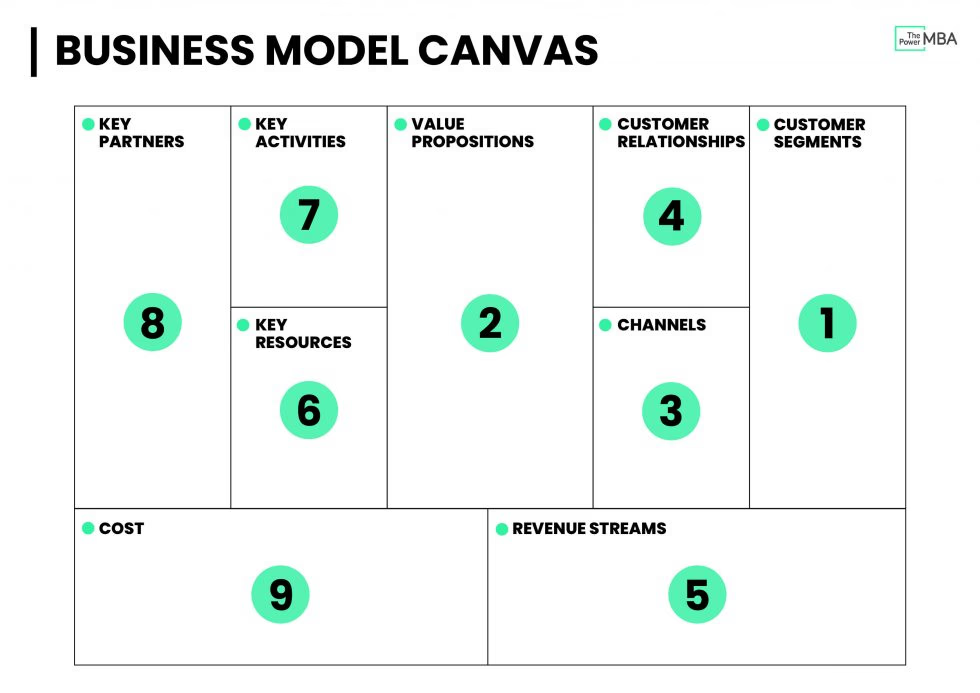 BUSINESS MODEL CANVAS
The
Power MBA
KEY
PARTNERS
8
KEY
ACTIVITIES
7
KEY
RESOURCES
6
VALUE
PROPOSITIONS
2
CUSTOMER
RELATIONSHIPS
4
CHANNELS
3
CUSTOMER
SEGMENTS
1
COST
9
REVENUE STREAMS
5